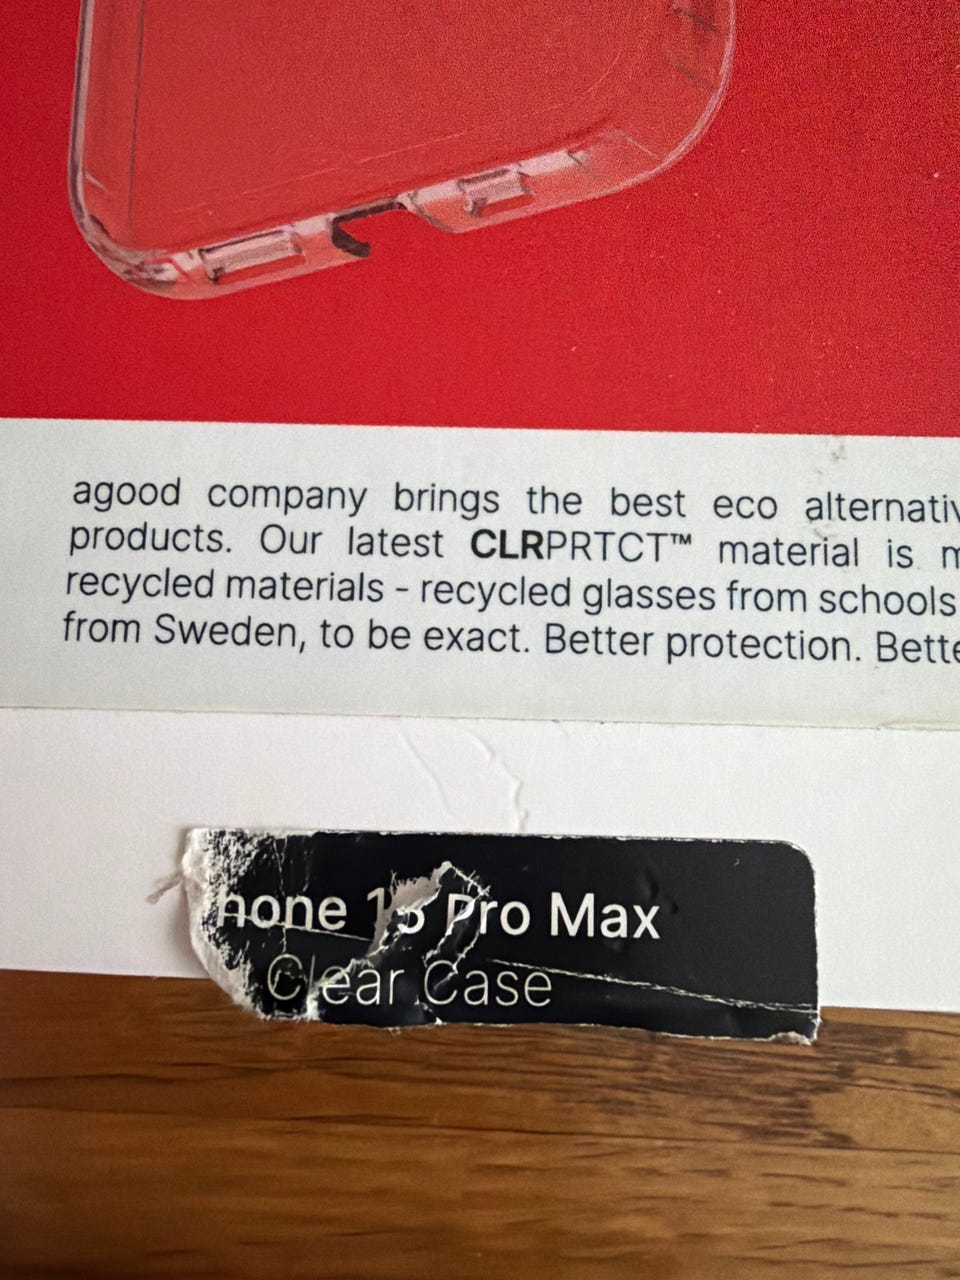 agood company brings the best eco alternativ
products. Our latest CLRPRTCT™ material is m
recycled materials - recycled glasses from schools
from Sweden, to be exact. Better protection. Bette
hone Pro Max
Clear Case